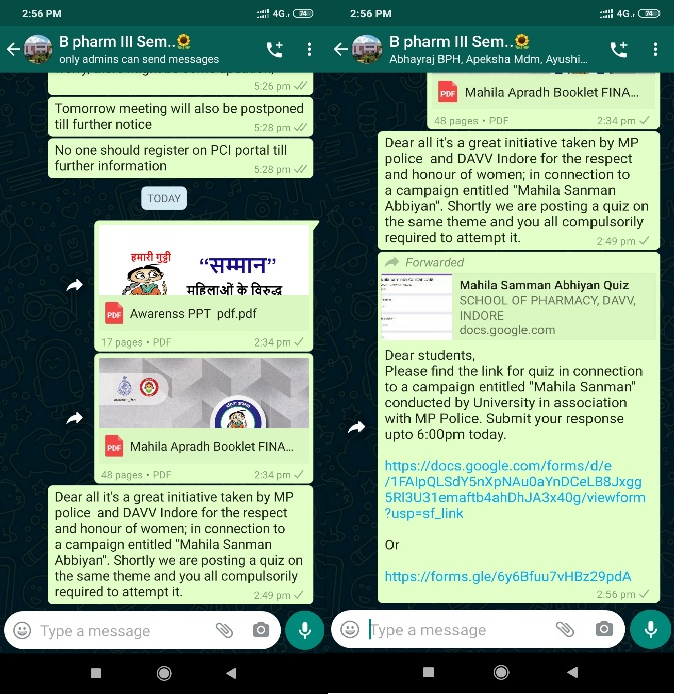 2:56 PM
4G
74
B pharm III Sem..🌻
only admins can send messages
5:26 pm
Tomorrow meeting will also be postponed
till further notice
5:28 pm
No one should register on PCI portal till
further information
5:28 pm
TODAY
हमारी गुड्डी
“सम्मान”
महिलाओं के विरुद्ध
PDF
Awarenss PPT pdf.pdf
17 pages • PDF
2:34 pm
PDF
Mahila Apradh Booklet FINA...
48 pages • PDF
2:34 pm
Dear all it's a great initiative taken by MP
police and DAVV Indore for the respect
and honour of women; in connection
to a campaign entitled "Mahila Sanman
Abbiyan". Shortly we are posting a quiz on
the same theme and you all compulsorily
required to attempt it.
2:49 pm
Type a message
2:56 PM
4G
74
B pharm III Sem..🌻
Abhayraj BPH, Apeksha Mdm, Ayushi...
PDF
Mahila Apradh Booklet FINA...
48 pages • PDF
2:34 pm
Dear all it's a great initiative taken by MP
police and DAVV Indore for the respect
and honour of women; in connection to
a campaign entitled "Mahila Sanman
Abbiyan". Shortly we are posting a quiz on
the same theme and you all compulsorily
required to attempt it.
2:49 pm
Forwarded
Mahila Samman Abhiyan Quiz
SCHOOL OF PHARMACY, DAVV,
INDORE
docs.google.com
Dear students,
Please find the link for quiz in connection
to a campaign entitled "Mahila Sanman"
conducted by University in association
with MP Police. Submit your response
upto 6:00pm today.
https://docs.google.com/forms/d/e
/1FAIpQLSdY5nXpNAu0aYnDCeLB8Jxgg
5Rl3U31emaftb4ahDhJA3x40g/viewform
?usp=sf_link
Or
https://forms.gle/6y6Bfuu7vHBz29pdA
2:56 pm
Type a message